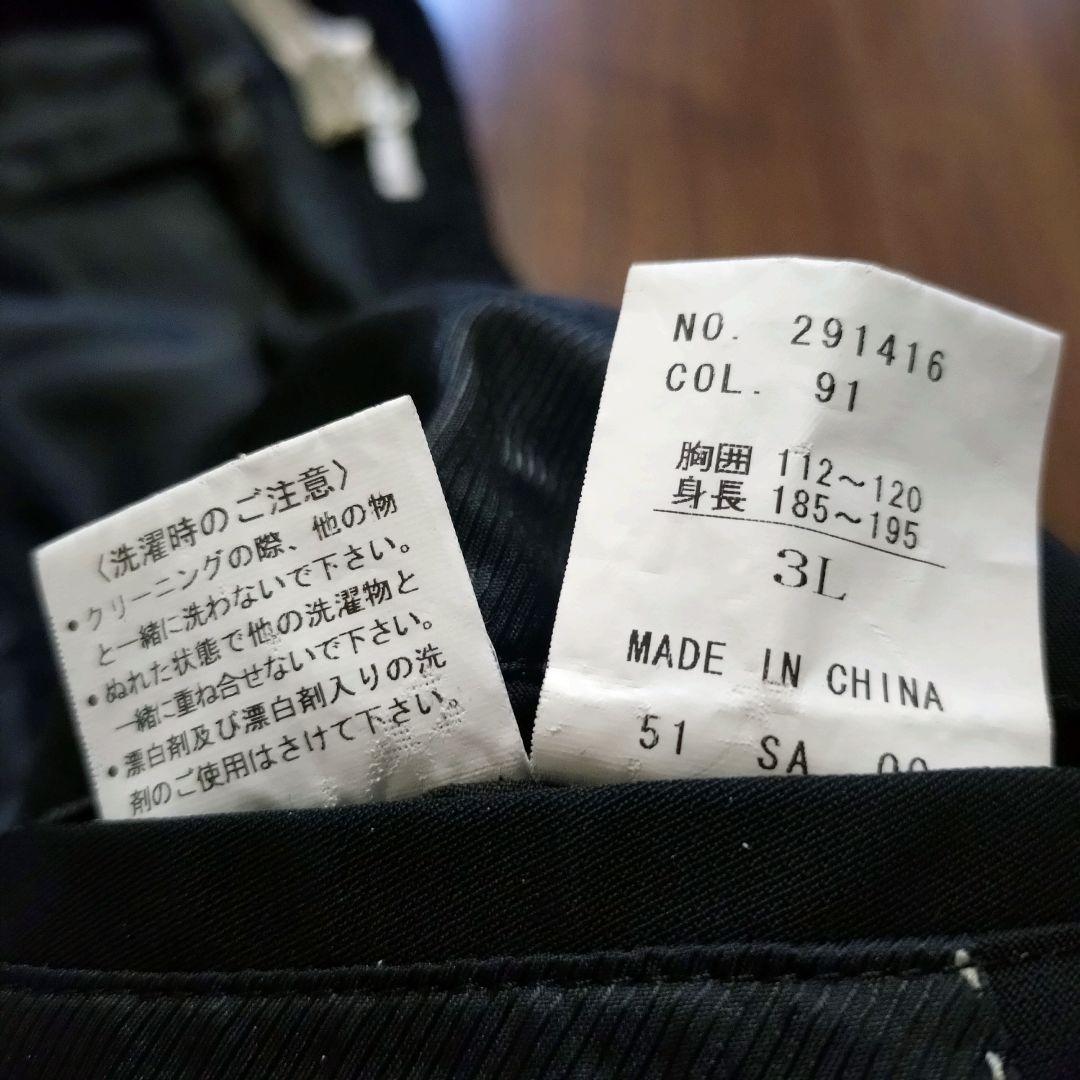 〈洗濯時のご注意〉
・クリーニングの際、他の物
と一緒に洗わないで下さい。
・ぬれた状態で他の洗濯物と
一緒に重ね合せないで下さい。
・漂白剤及び漂白剤入りの洗
剤のご使用はさけて下さい。
NO. 291416
COL. 91
胸囲 112～120
身長 185～195
3L
MADE IN CHINA
51 SA